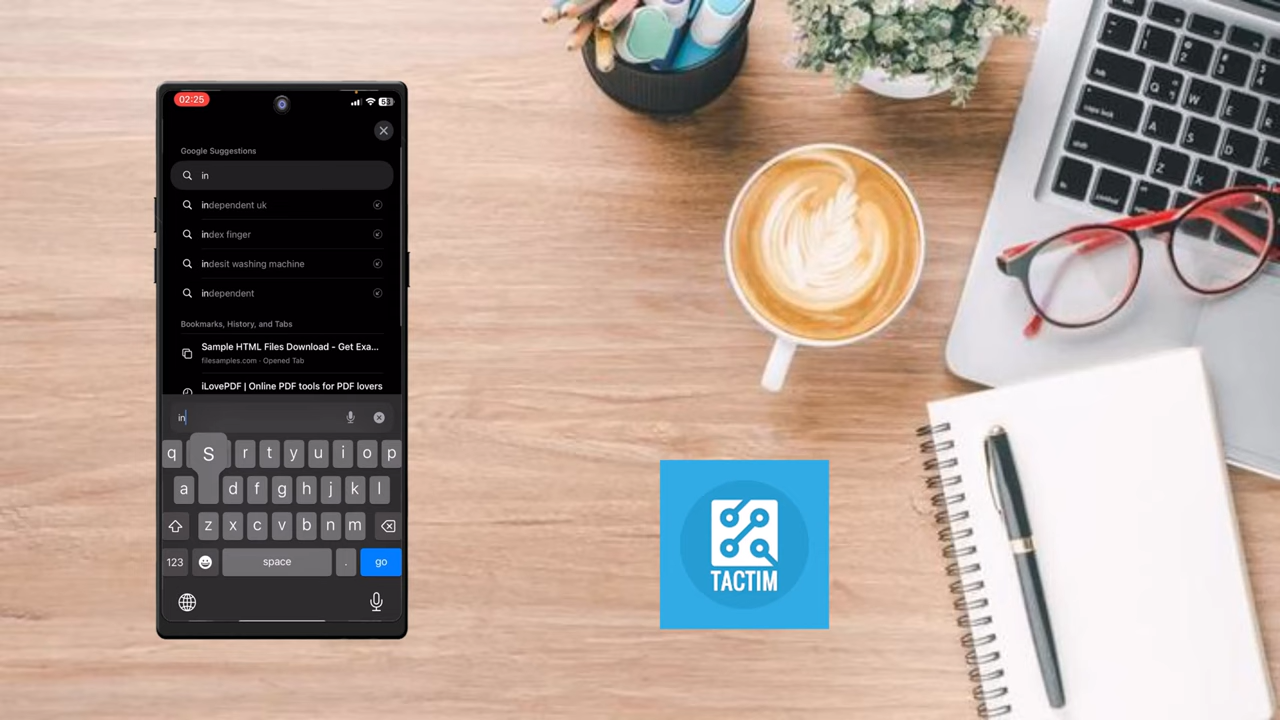 02:25
Google Suggestions
in
independent uk
index finger
indesit washing machine
independent
Bookmarks, History, and Tabs
Sample HTML Files Download - Get Exa...
filesamples.com · Opened Tab
iLovePDF | Online PDF tools for PDF lovers
in
q S r t y u i o p
a d f g h j k l
z x c v b n m
123 space . go
TACTIM